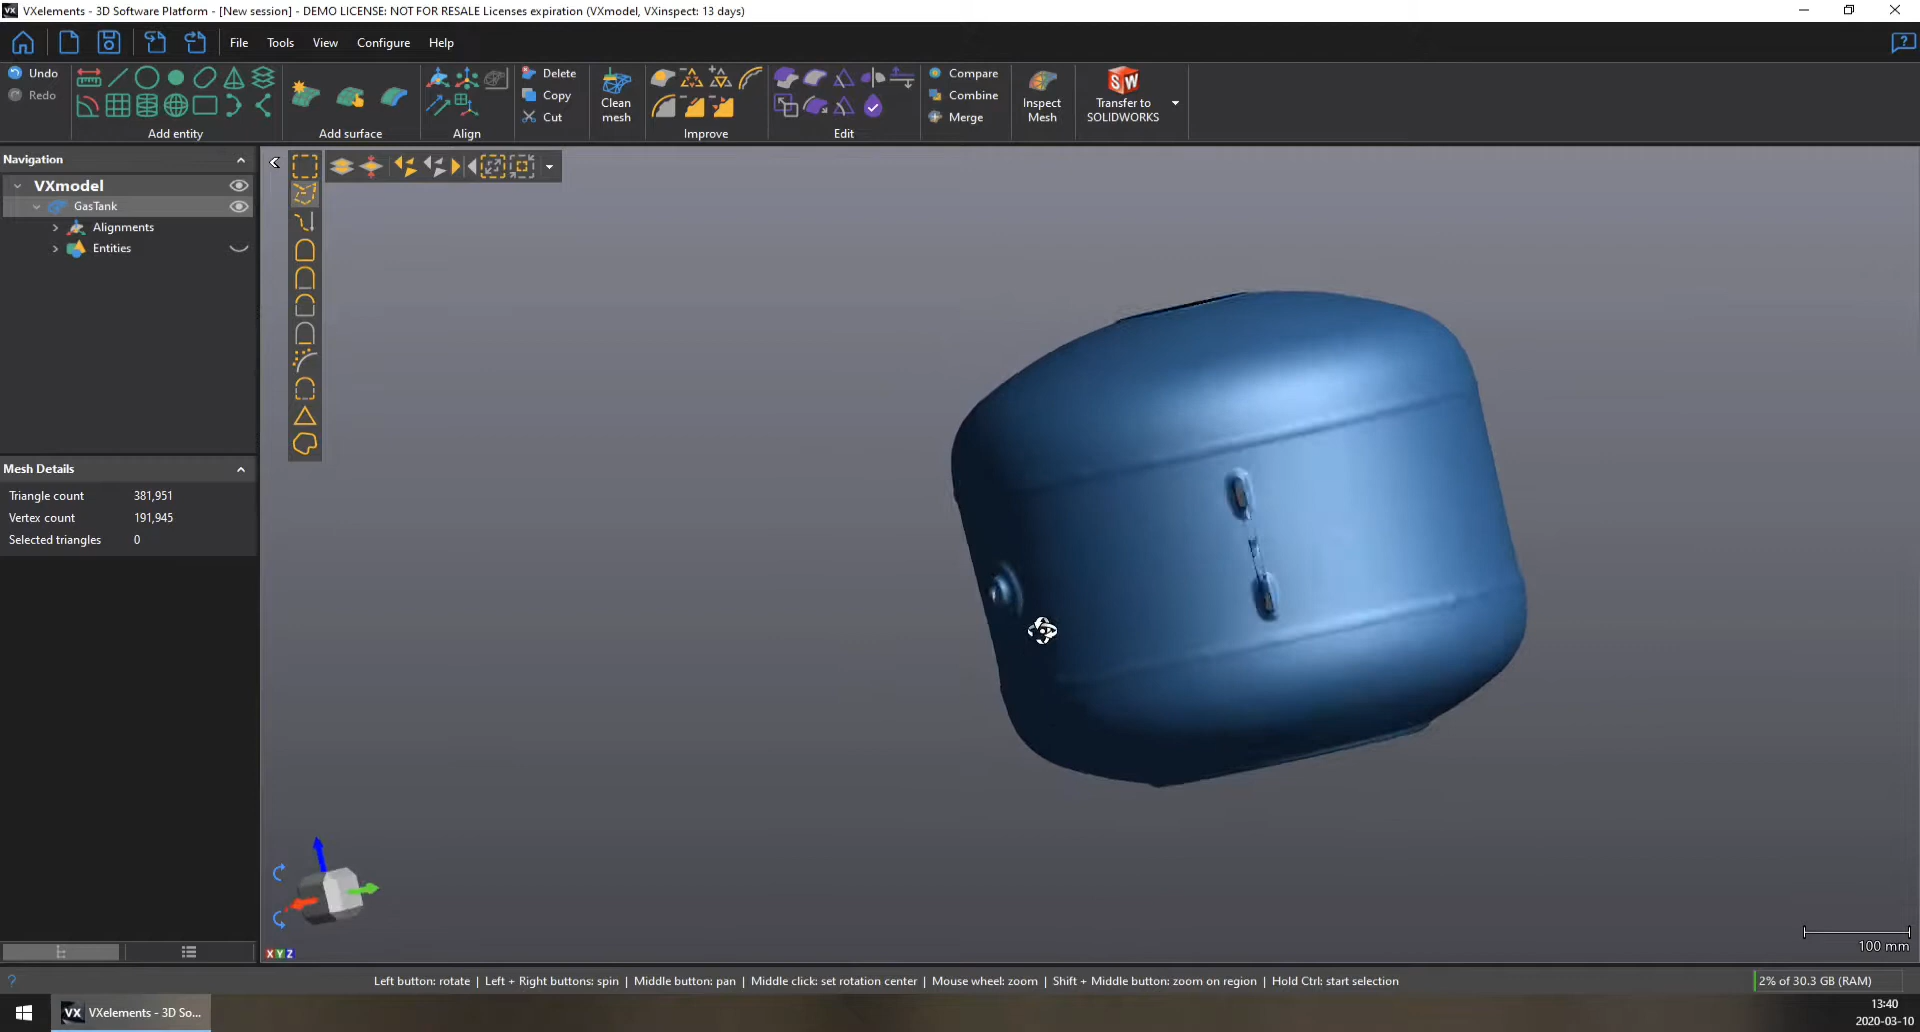 VX VXelements - 3D Software Platform - [New session] - DEMO LICENSE: NOT FOR RESALE Licenses expiration (VXmodel, VXinspect: 13 days)
File Tools View Configure Help
Undo
Redo
Add entity
Add surface
Align
Delete
Copy
Cut
Clean
mesh
Improve
Edit
Compare
Combine
Merge
Inspect
Mesh
SW
Transfer to
SOLIDWORKS
Navigation
VXmodel
GasTank
Alignments
Entities
Mesh Details
Triangle count 381,951
Vertex count 191,945
Selected triangles 0
X Y Z
100 mm
Left button: rotate | Left + Right buttons: spin | Middle button: pan | Middle click: set rotation center | Mouse wheel: zoom | Shift + Middle button: zoom on region | Hold Ctrl: start selection
2% of 30.3 GB (RAM)
VX VXelements - 3D So...
13:40
2020-03-10